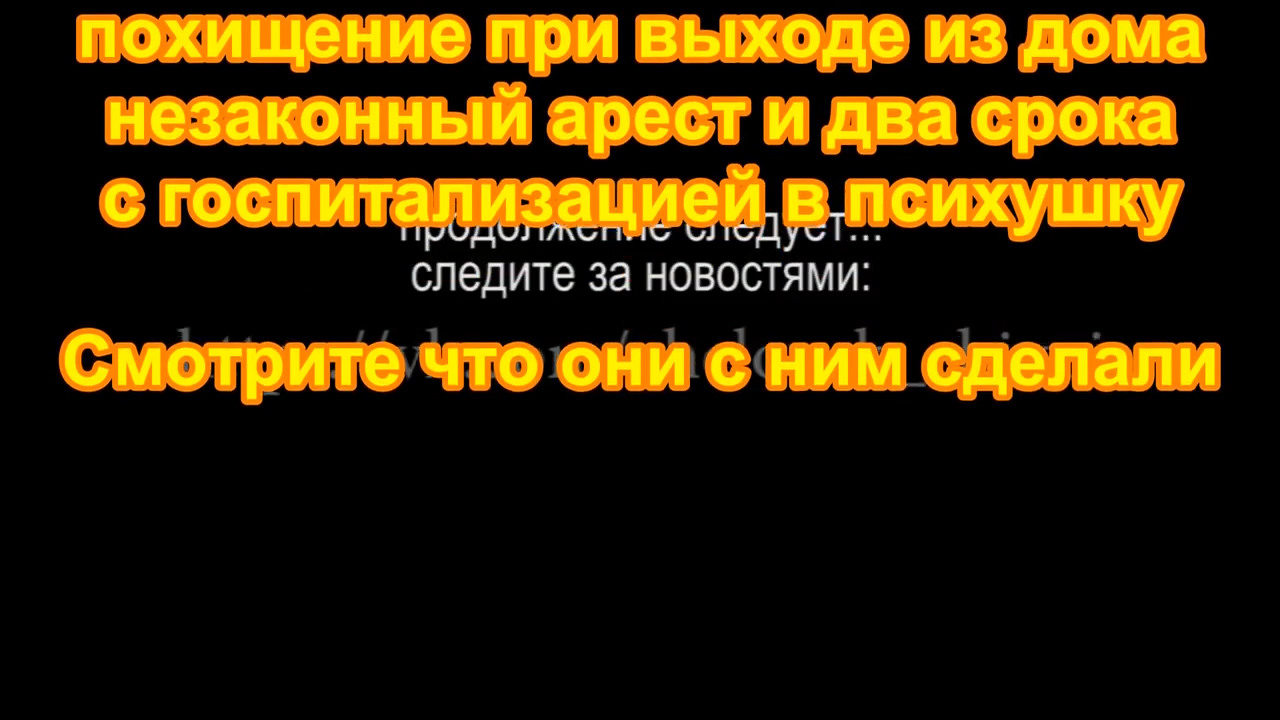 похищение при выходе из дома
незаконный арест и два срока
с госпитализацией в психушку
продолжение следует...
следите за новостями:
Смотрите что они с ним сделали